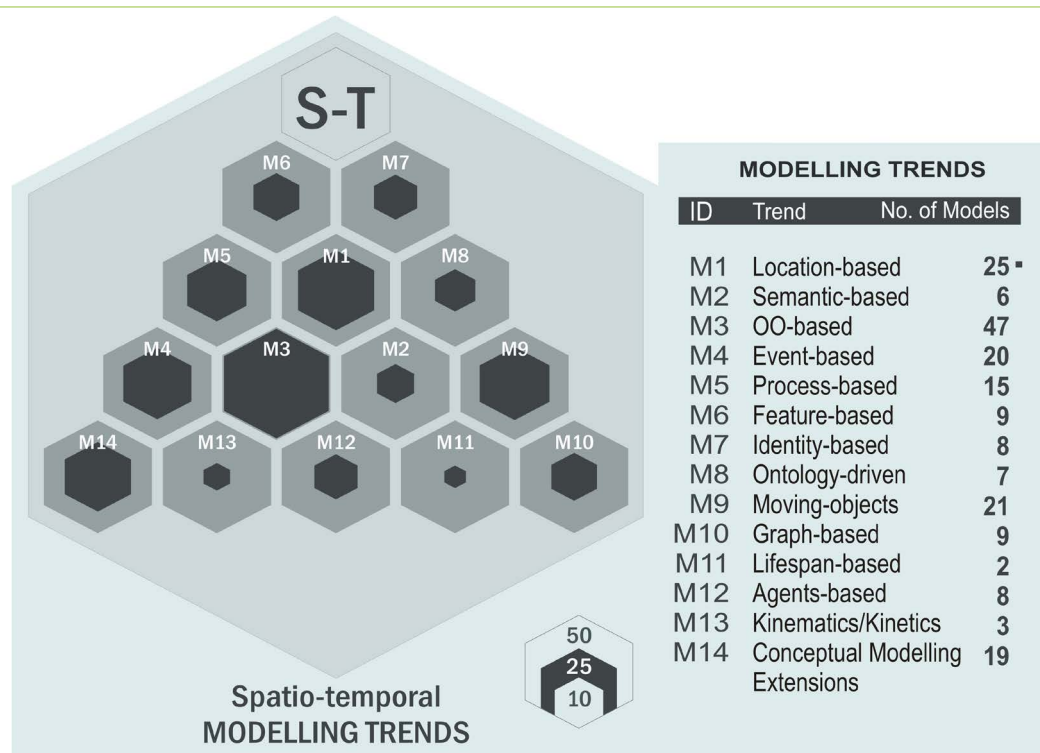 S-T
M6 M7
M5 M1 M8
M4 M3 M2 M9
M14 M13 M12 M11 M10
50
25
10
Spatio-temporal
MODELLING TRENDS
MODELLING TRENDS
ID Trend No. of Models
M1 Location-based 25
M2 Semantic-based 6
M3 OO-based 47
M4 Event-based 20
M5 Process-based 15
M6 Feature-based 9
M7 Identity-based 8
M8 Ontology-driven 7
M9 Moving-objects 21
M10 Graph-based 9
M11 Lifespan-based 2
M12 Agents-based 8
M13 Kinematics/Kinetics 3
M14 Conceptual Modelling 19
Extensions